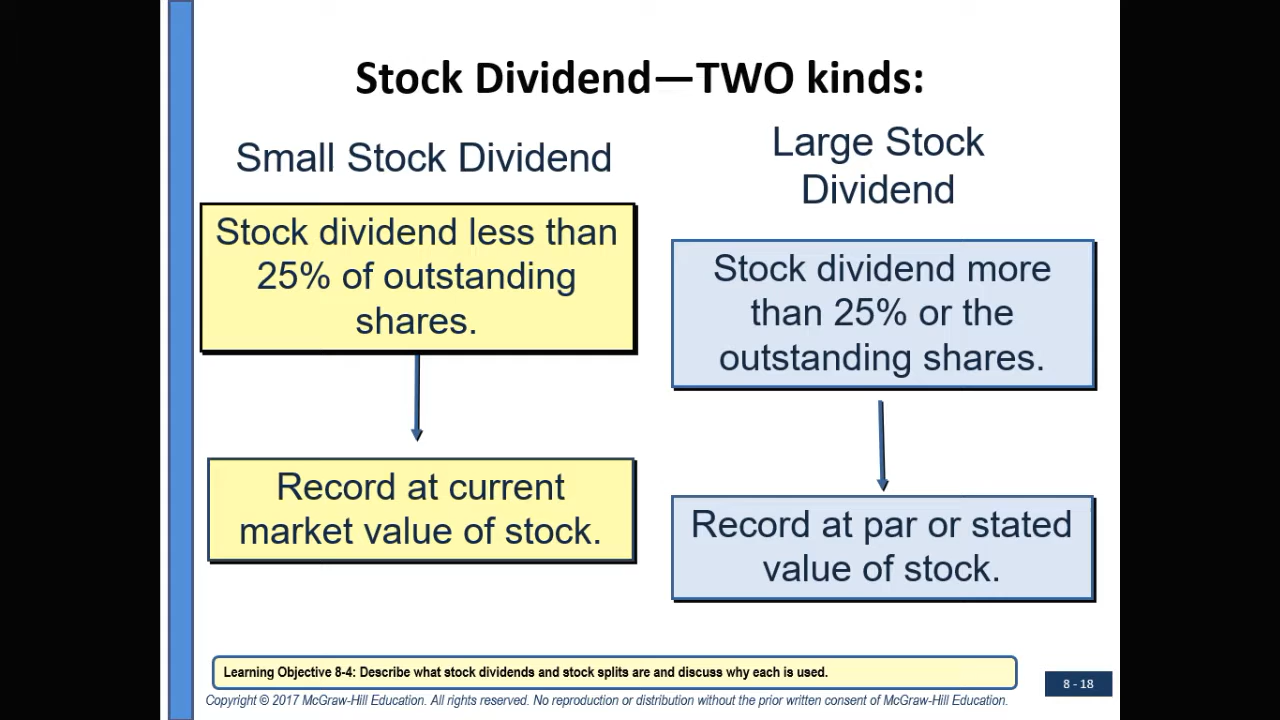 Stock Dividend—TWO kinds:
Small Stock Dividend
Stock dividend less than
25% of outstanding
shares.
Record at current
market value of stock.
Large Stock
Dividend
Stock dividend more
than 25% or the
outstanding shares.
Record at par or stated
value of stock.
Learning Objective 8-4: Describe what stock dividends and stock splits are and discuss why each is used.
8 - 18
Copyright © 2017 McGraw-Hill Education. All rights reserved. No reproduction or distribution without the prior written consent of McGraw-Hill Education.